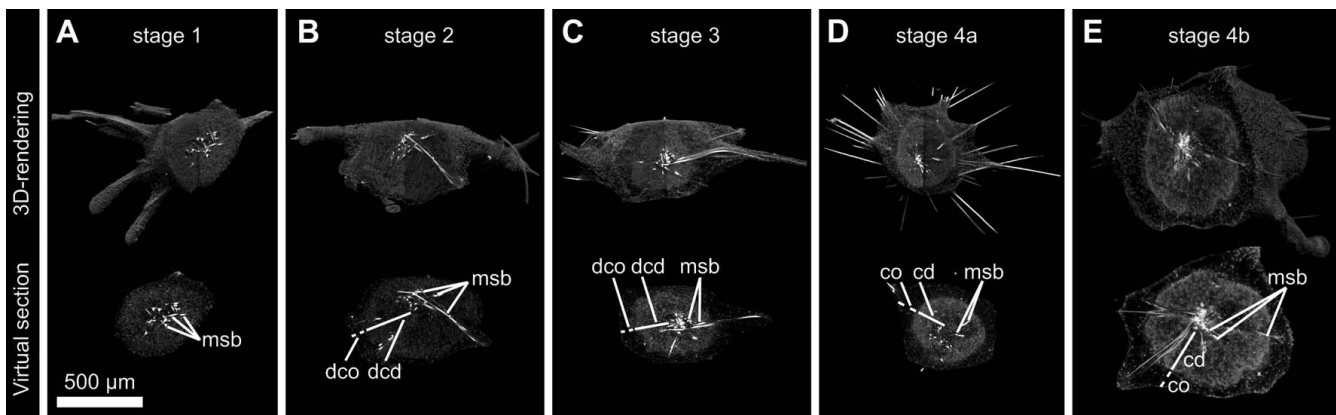 A stage 1
B stage 2
C stage 3
D stage 4a
E stage 4b
3D-rendering
Virtual section
msb
500 µm
msb
dco dcd
dco dcd msb
co cd msb
msb
cd
co